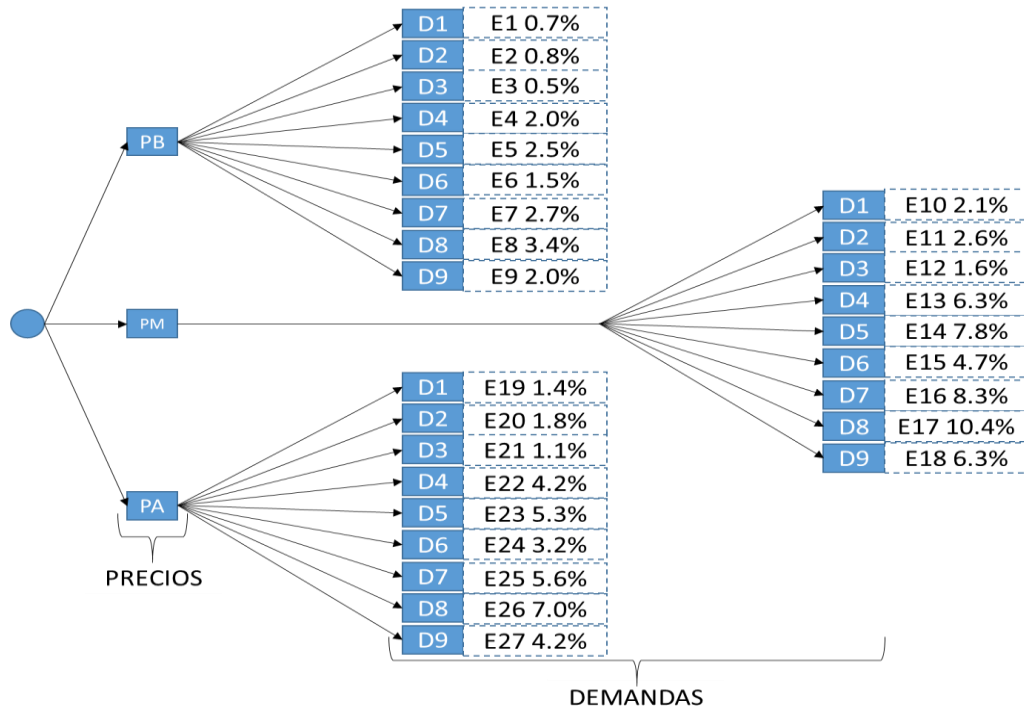 PB
D1 E1 0.7%
D2 E2 0.8%
D3 E3 0.5%
D4 E4 2.0%
D5 E5 2.5%
D6 E6 1.5%
D7 E7 2.7%
D8 E8 3.4%
D9 E9 2.0%
PM
D1 E10 2.1%
D2 E11 2.6%
D3 E12 1.6%
D4 E13 6.3%
D5 E14 7.8%
D6 E15 4.7%
D7 E16 8.3%
D8 E17 10.4%
D9 E18 6.3%
PA
D1 E19 1.4%
D2 E20 1.8%
D3 E21 1.1%
D4 E22 4.2%
D5 E23 5.3%
D6 E24 3.2%
D7 E25 5.6%
D8 E26 7.0%
D9 E27 4.2%
PRECIOS
DEMANDAS